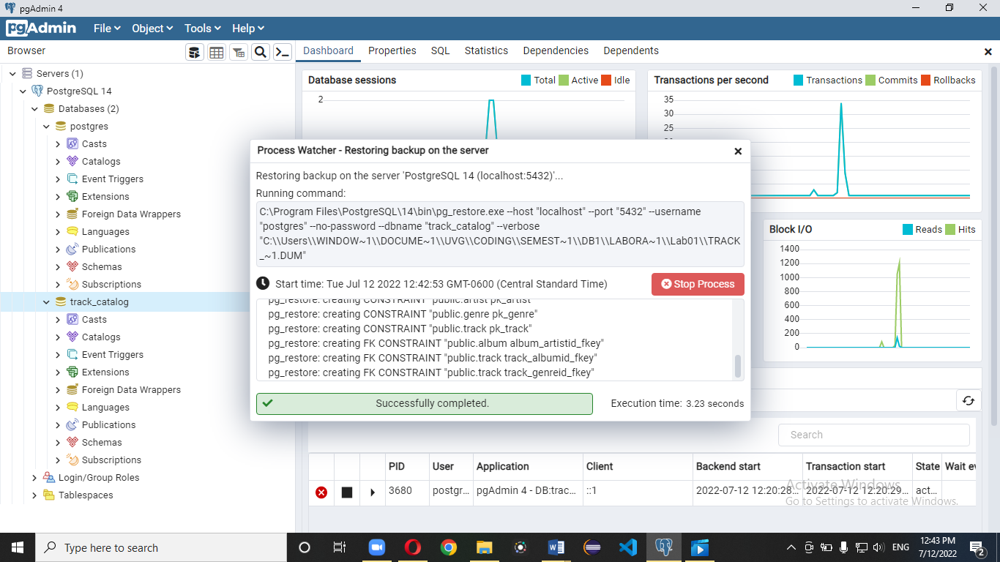 pgAdmin 4
pgAdmin File Object Tools Help
Browser
Dashboard Properties SQL Statistics Dependencies Dependents
Servers (1)
PostgreSQL 14
Databases (2)
postgres
Casts
Catalogs
Event Triggers
Extensions
Foreign Data Wrappers
Languages
Publications
Schemas
Subscriptions
track_catalog
Casts
Catalogs
Event Triggers
Extensions
Foreign Data Wrappers
Languages
Publications
Schemas
Subscriptions
Login/Group Roles
Tablespaces
Database sessions
Total Active Idle
2
Transactions per second
Transactions Commits Rollbacks
35
30
25
Process Watcher - Restoring backup on the server
Restoring backup on the server 'PostgreSQL 14 (localhost:5432)'...
Running command:
C:\Program Files\PostgreSQL\14\bin\pg_restore.exe --host "localhost" --port "5432" --username
"postgres" --no-password --dbname "track_catalog" --verbose
"C:\\Users\\WINDOW~1\\DOCUME~1\\UVG\\CODING\\SEMEST~1\\DB1\\LABORA~1\\Lab01\\TRACK
_~1.DUM"
Start time: Tue Jul 12 2022 12:42:53 GMT-0600 (Central Standard Time)
Stop Process
pg_restore: creating CONSTRAINT "public.artist pk_artist"
pg_restore: creating CONSTRAINT "public.genre pk_genre"
pg_restore: creating CONSTRAINT "public.track pk_track"
pg_restore: creating FK CONSTRAINT "public.album album_artistid_fkey"
pg_restore: creating FK CONSTRAINT "public.track track_albumid_fkey"
pg_restore: creating FK CONSTRAINT "public.track track_genreid_fkey"
Successfully completed.
Execution time: 3.23 seconds
Block I/O
Reads Hits
1400
1200
1000
800
600
400
200
0
Search
PID User Application Client Backend start Transaction start State Wait ev
3680 postgr... pgAdmin 4 - DB:trac... ::1 2022-07-12 12:20:28... 2022-07-12 12:20:29... act...
Activate Windows
Go to Settings to activate Windows.
Type here to search
ENG
12:43 PM
7/12/2022
2